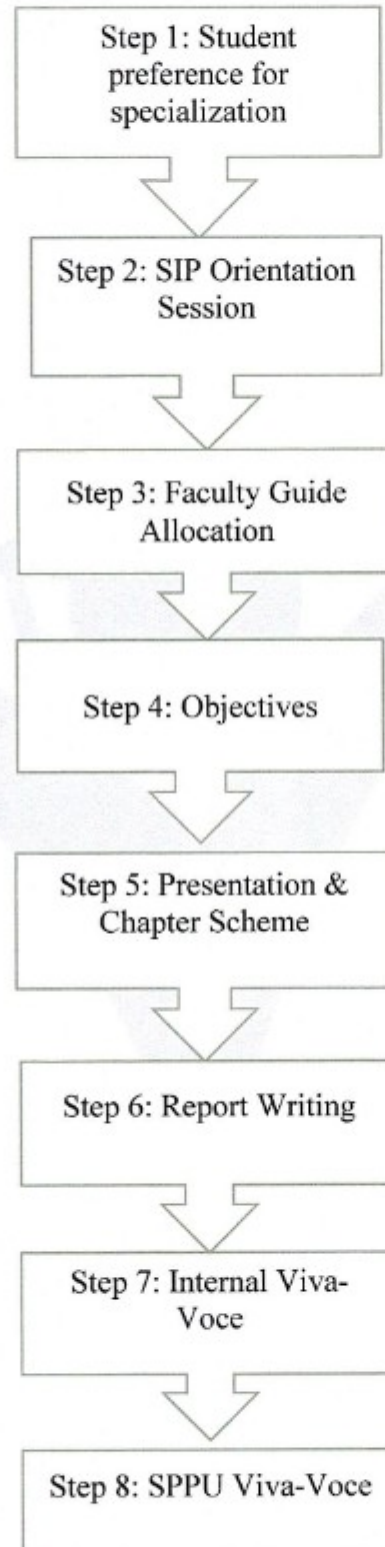 Step 1: Student
preference for
specialization
Step 2: SIP Orientation
Session
Step 3: Faculty Guide
Allocation
Step 4: Objectives
Step 5: Presentation &
Chapter Scheme
Step 6: Report Writing
Step 7: Internal Viva-
Voce
Step 8: SPPU Viva-Voce